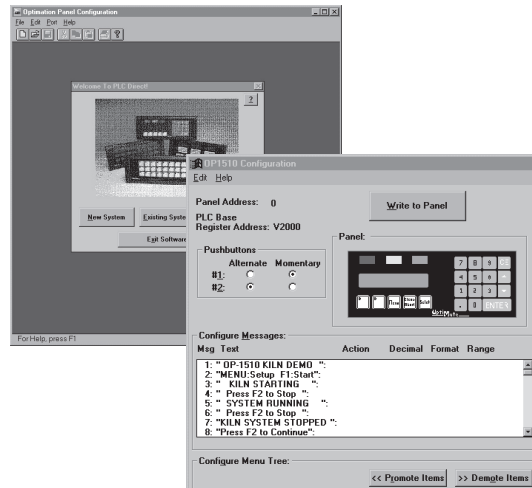 Optimation Panel Configuration
File Edit Port Help
Welcome To PLC Direct!
?
New System
Existing Syste
Exit Software
For Help, press F1
OP1510 Configuration
Edit Help
Panel Address: 0
Write to Panel
PLC Base
Register Address: V2000
Panel:
Pushbuttons
Alternate Momentary
#1:
#2:
7 8 9 CE
4 5 6
1 2 3
. 0 ENTER
Configure Messages:
Msg Text Action Decimal Format Range
1: " OP-1510 KILN DEMO ":
2: "MENU:Setup F1:Start":
3: " KILN STARTING ":
4: " Press F2 to Stop ":
5: " SYSTEM RUNNING ":
6: " Press F2 to Stop ":
7: "KILN SYSTEM STOPPED ":
8: "Press F2 to Continue":
Configure Menu Tree:
<< Promote Items >> Demote Items